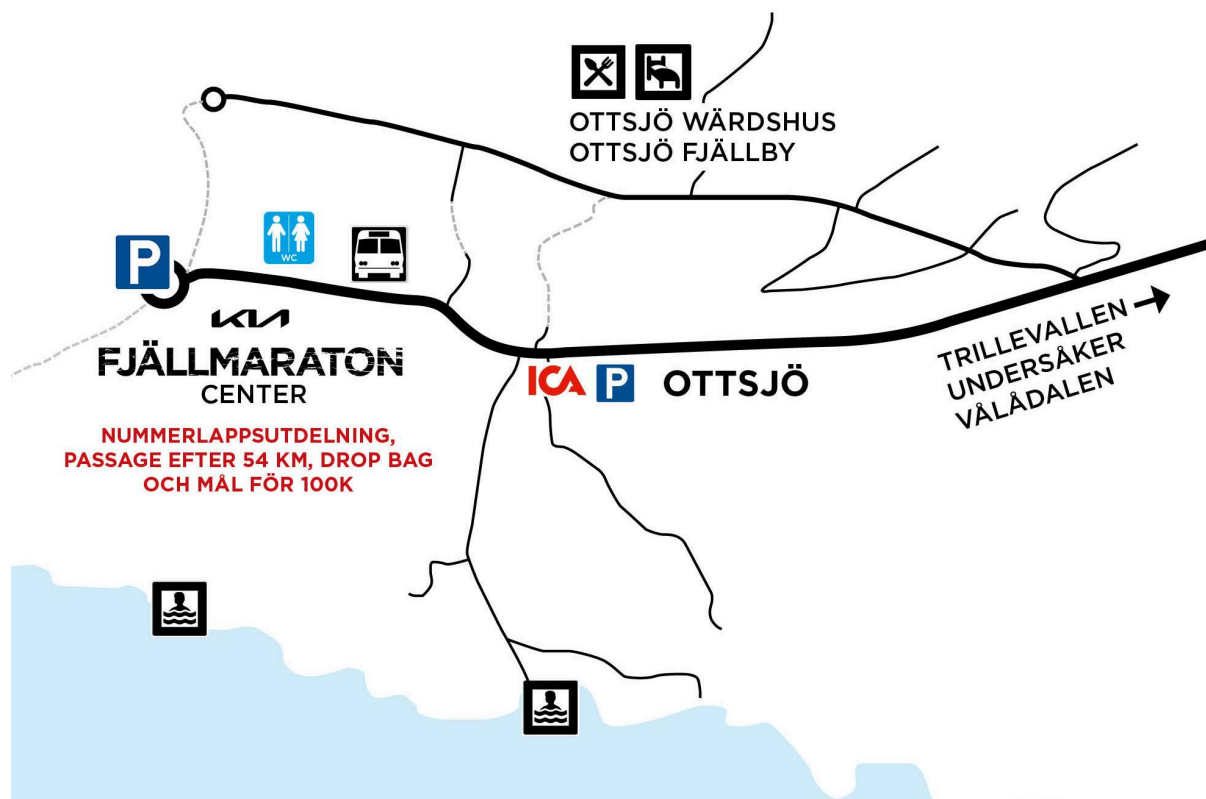 OTTSJÖ WÄRDSHUS
OTTSJÖ FJÄLLBY
WC
P
KIA
FJÄLLMARATON
CENTER
NUMMERLAPPSUTDELNING,
PASSAGE EFTER 54 KM, DROP BAG
OCH MÅL FÖR 100K
ICA P OTTSJÖ
TRILLEVALLEN
UNDERSÅKER
VÅLÅDALEN